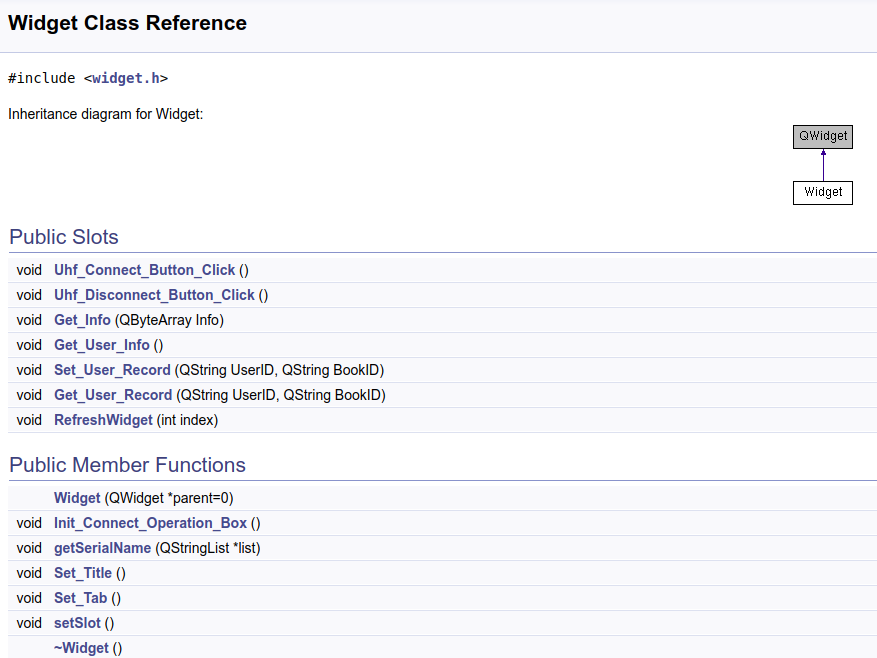 Widget Class Reference
#include <widget.h>
Inheritance diagram for Widget:
QWidget
Widget
Public Slots
void Uhf_Connect_Button_Click ()
void Uhf_Disconnect_Button_Click ()
void Get_Info (QByteArray Info)
void Get_User_Info ()
void Set_User_Record (QString UserID, QString BookID)
void Get_User_Record (QString UserID, QString BookID)
void RefreshWidget (int index)
Public Member Functions
Widget (QWidget *parent=0)
void Init_Connect_Operation_Box ()
void getSerialName (QStringList *list)
void Set_Title ()
void Set_Tab ()
void setSlot ()
~Widget ()